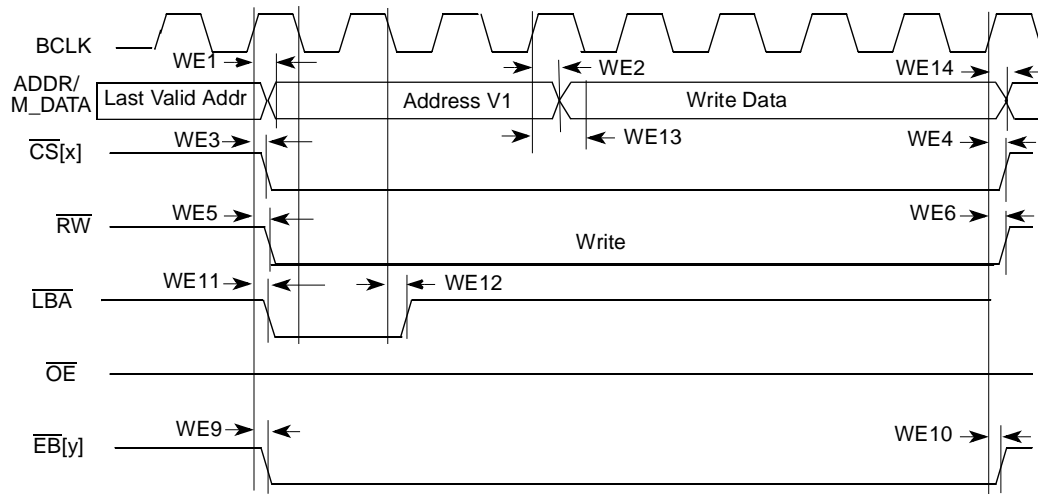 BCLK
WE1
WE2
WE14
ADDR/
M_DATA
Last Valid Addr
Address V1
Write Data
WE3
WE13
WE4
CS[x]
WE5
WE6
RW
Write
WE11
WE12
LBA
OE
WE9
WE10
EB[y]